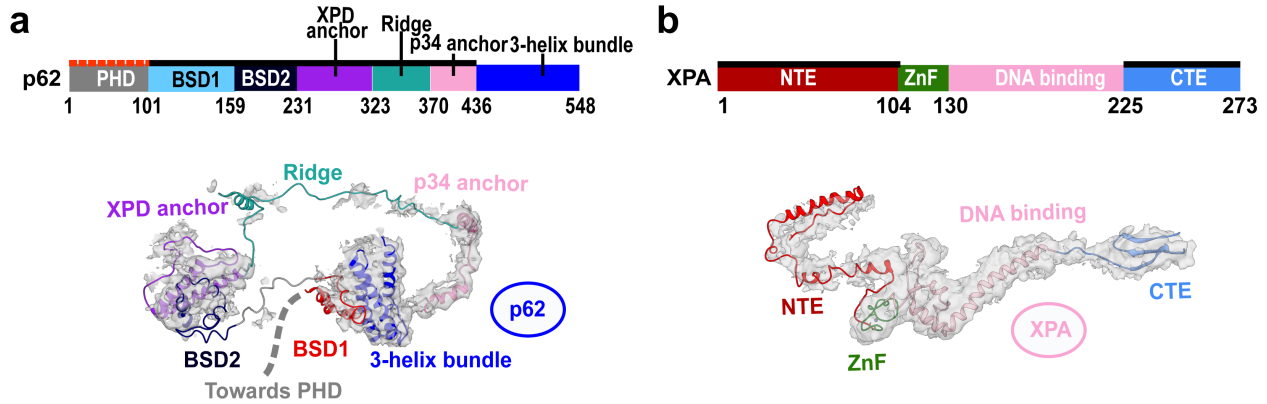 a
XPD
anchor
Ridge
p34 anchor
3-helix bundle
p62
PHD
BSD1
BSD2
1
101
159
231
323
370
436
548
Ridge
p34 anchor
XPD anchor
p62
BSD2
BSD1
3-helix bundle
Towards PHD
b
XPA
NTE
ZnF
DNA binding
CTE
1
104
130
225
273
DNA binding
NTE
CTE
XPA
ZnF